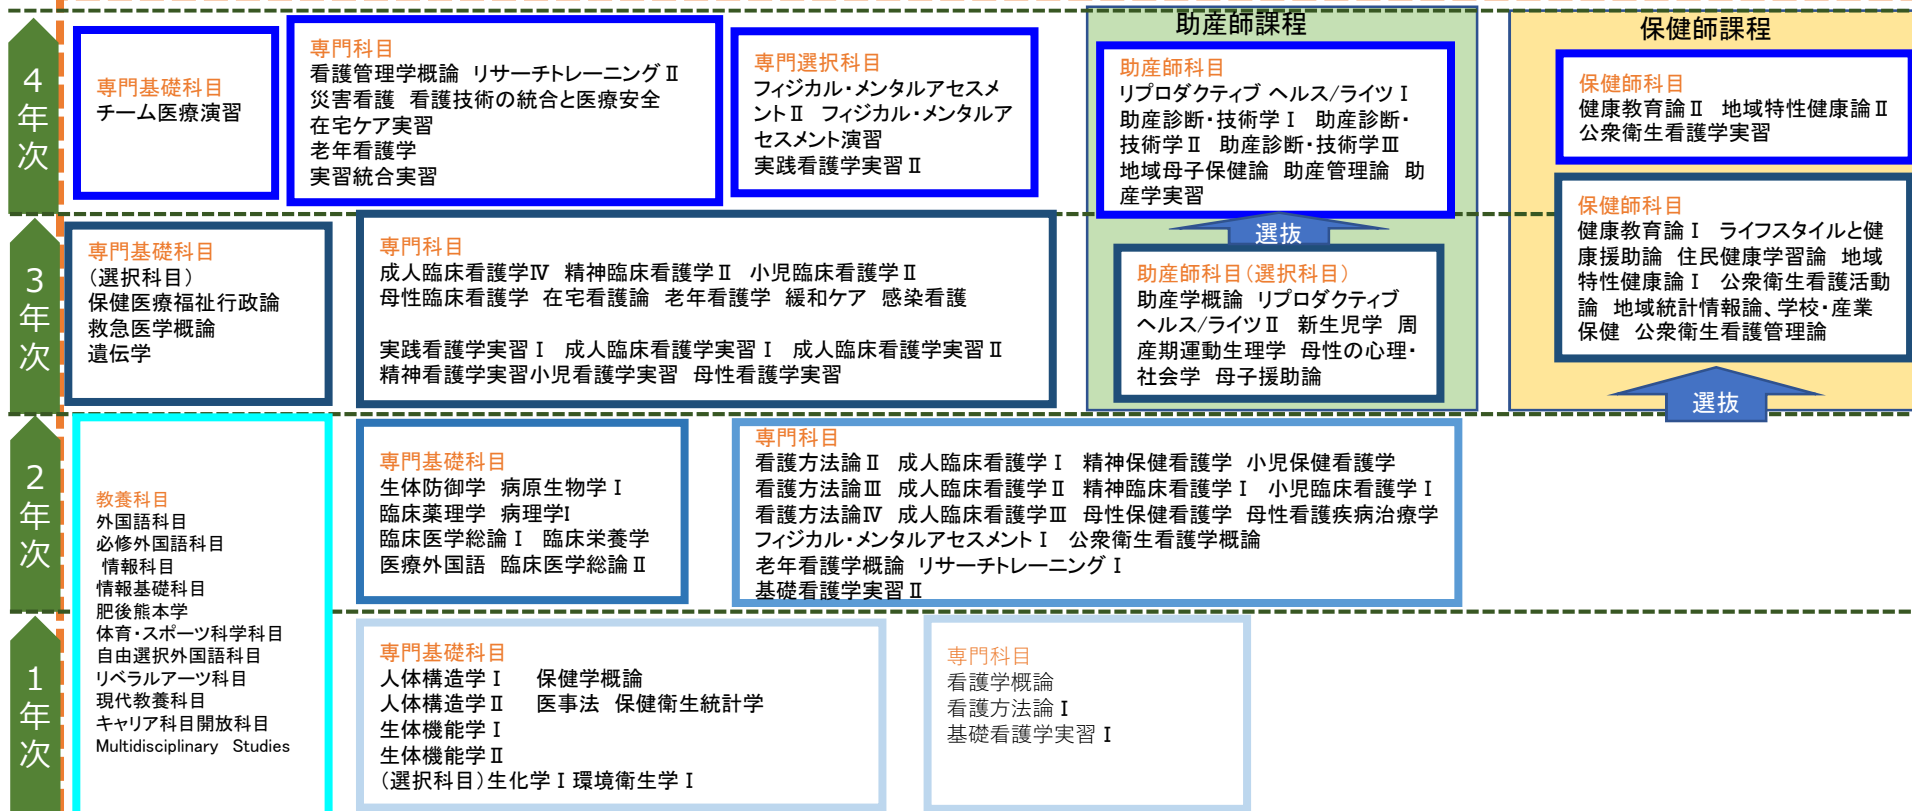 4年次
専門基礎科目
チーム医療演習
専門科目
看護管理学概論 リサーチトレーニングⅡ
災害看護 看護技術の統合と医療安全
在宅ケア実習
老年看護学
実習統合実習
専門選択科目
フィジカル・メンタルアセスメ
ントⅡ フィジカル・メンタルア
セスメント演習
実践看護学実習Ⅱ
助産師課程
助産師科目
リプロダクティブ ヘルス/ライツⅠ
助産診断・技術学Ⅰ 助産診断・
技術学Ⅱ 助産診断・技術学Ⅲ
地域母子保健論 助産管理論 助
産学実習
保健師課程
保健師科目
健康教育論Ⅱ 地域特性健康論Ⅱ
公衆衛生看護学実習
3年次
専門基礎科目
(選択科目)
保健医療福祉行政論
救急医学概論
遺伝学
専門科目
成人臨床看護学Ⅳ 精神臨床看護学Ⅱ 小児臨床看護学Ⅱ
母性臨床看護学 在宅看護論 老年看護学 緩和ケア 感染看護
実践看護学実習Ⅰ 成人臨床看護学実習Ⅰ 成人臨床看護学実習Ⅱ
精神看護学実習小児看護学実習 母性看護学実習
選抜
助産師科目(選択科目)
助産学概論 リプロダクティブ
ヘルス/ライツⅡ 新生児学 周
産期運動生理学 母性の心理・
社会学 母子援助論
保健師科目
健康教育論Ⅰ ライフスタイルと健
康援助論 住民健康学習論 地域
特性健康論Ⅰ 公衆衛生看護活動
論 地域統計情報論、学校・産業
保健 公衆衛生看護管理論
選抜
2年次
教養科目
外国語科目
必修外国語科目
情報科目
情報基礎科目
肥後熊本学
体育・スポーツ科学科目
自由選択外国語科目
リベラルアーツ科目
現代教養科目
キャリア科目開放科目
Multidisciplinary Studies
専門基礎科目
生体防御学 病原生物学Ⅰ
臨床薬理学 病理学I
臨床医学総論Ⅰ 臨床栄養学
医療外国語 臨床医学総論Ⅱ
専門科目
看護方法論Ⅱ 成人臨床看護学Ⅰ 精神保健看護学 小児保健看護学
看護方法論Ⅲ 成人臨床看護学Ⅱ 精神臨床看護学Ⅰ 小児臨床看護学Ⅰ
看護方法論Ⅳ 成人臨床看護学Ⅲ 母性保健看護学 母性看護疾病治療学
フィジカル・メンタルアセスメントⅠ 公衆衛生看護学概論
老年看護学概論 リサーチトレーニングⅠ
基礎看護学実習Ⅱ
1年次
専門基礎科目
人体構造学Ⅰ 保健学概論
人体構造学Ⅱ 医事法 保健衛生統計学
生体機能学Ⅰ
生体機能学Ⅱ
(選択科目)生化学Ⅰ環境衛生学Ⅰ
専門科目
看護学概論
看護方法論Ⅰ
基礎看護学実習Ⅰ